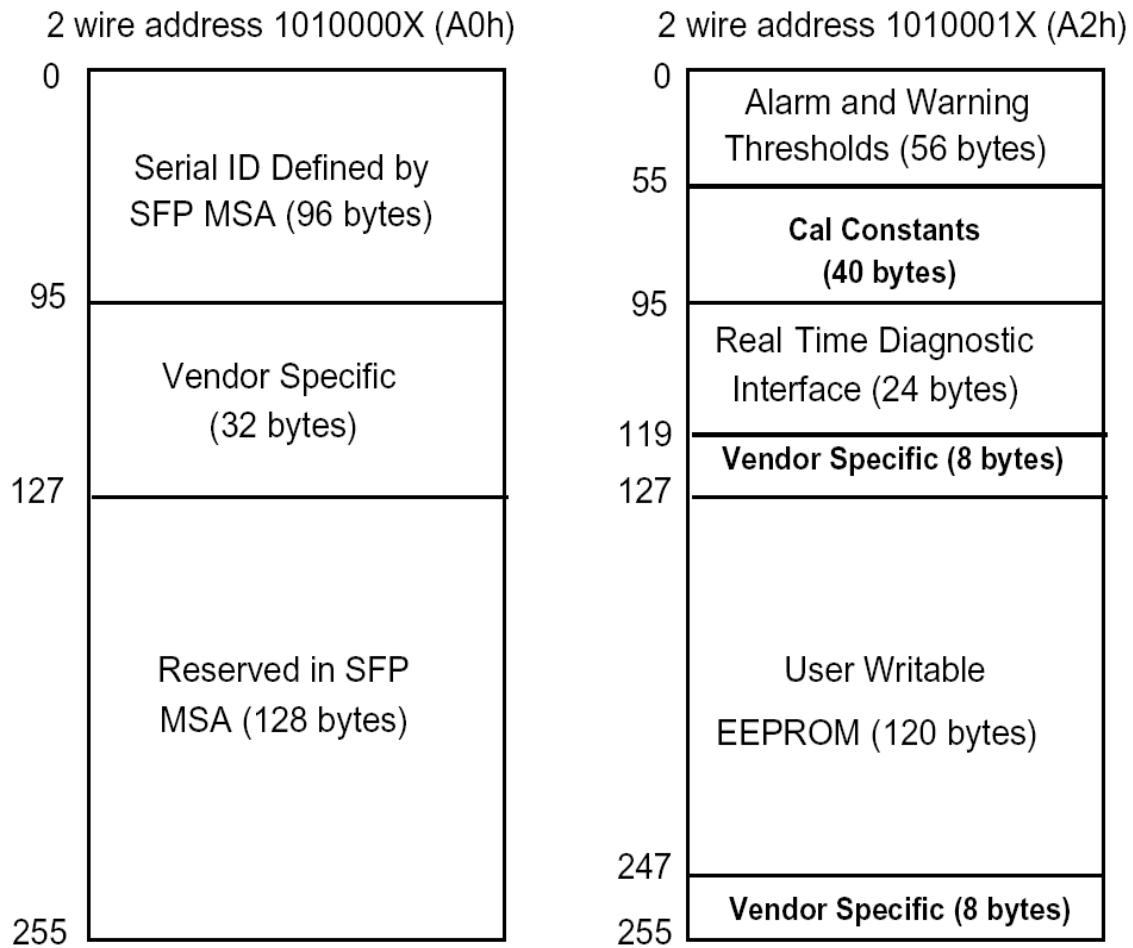 2 wire address 1010000X (A0h)
0
Serial ID Defined by
SFP MSA (96 bytes)
95
Vendor Specific
(32 bytes)
127
Reserved in SFP
MSA (128 bytes)
255
2 wire address 1010001X (A2h)
0
Alarm and Warning
Thresholds (56 bytes)
55
Cal Constants
(40 bytes)
95
Real Time Diagnostic
Interface (24 bytes)
119
Vendor Specific (8 bytes)
127
User Writable
EEPROM (120 bytes)
247
Vendor Specific (8 bytes)
255